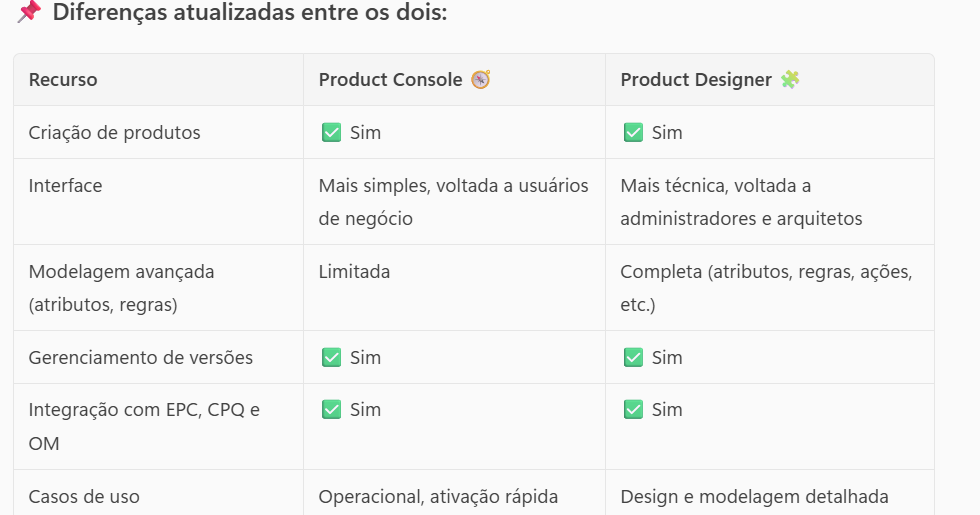 📌 Diferenças atualizadas entre os dois:
Recurso
Product Console 🧭
Product Designer 🧩
Criação de produtos
✅ Sim
✅ Sim
Interface
Mais simples, voltada a usuários
de negócio
Mais técnica, voltada a
administradores e arquitetos
Modelagem avançada
(atributos, regras)
Limitada
Completa (atributos, regras, ações,
etc.)
Gerenciamento de versões
✅ Sim
✅ Sim
Integração com EPC, CPQ e
OM
✅ Sim
✅ Sim
Casos de uso
Operacional, ativação rápida
Design e modelagem detalhada